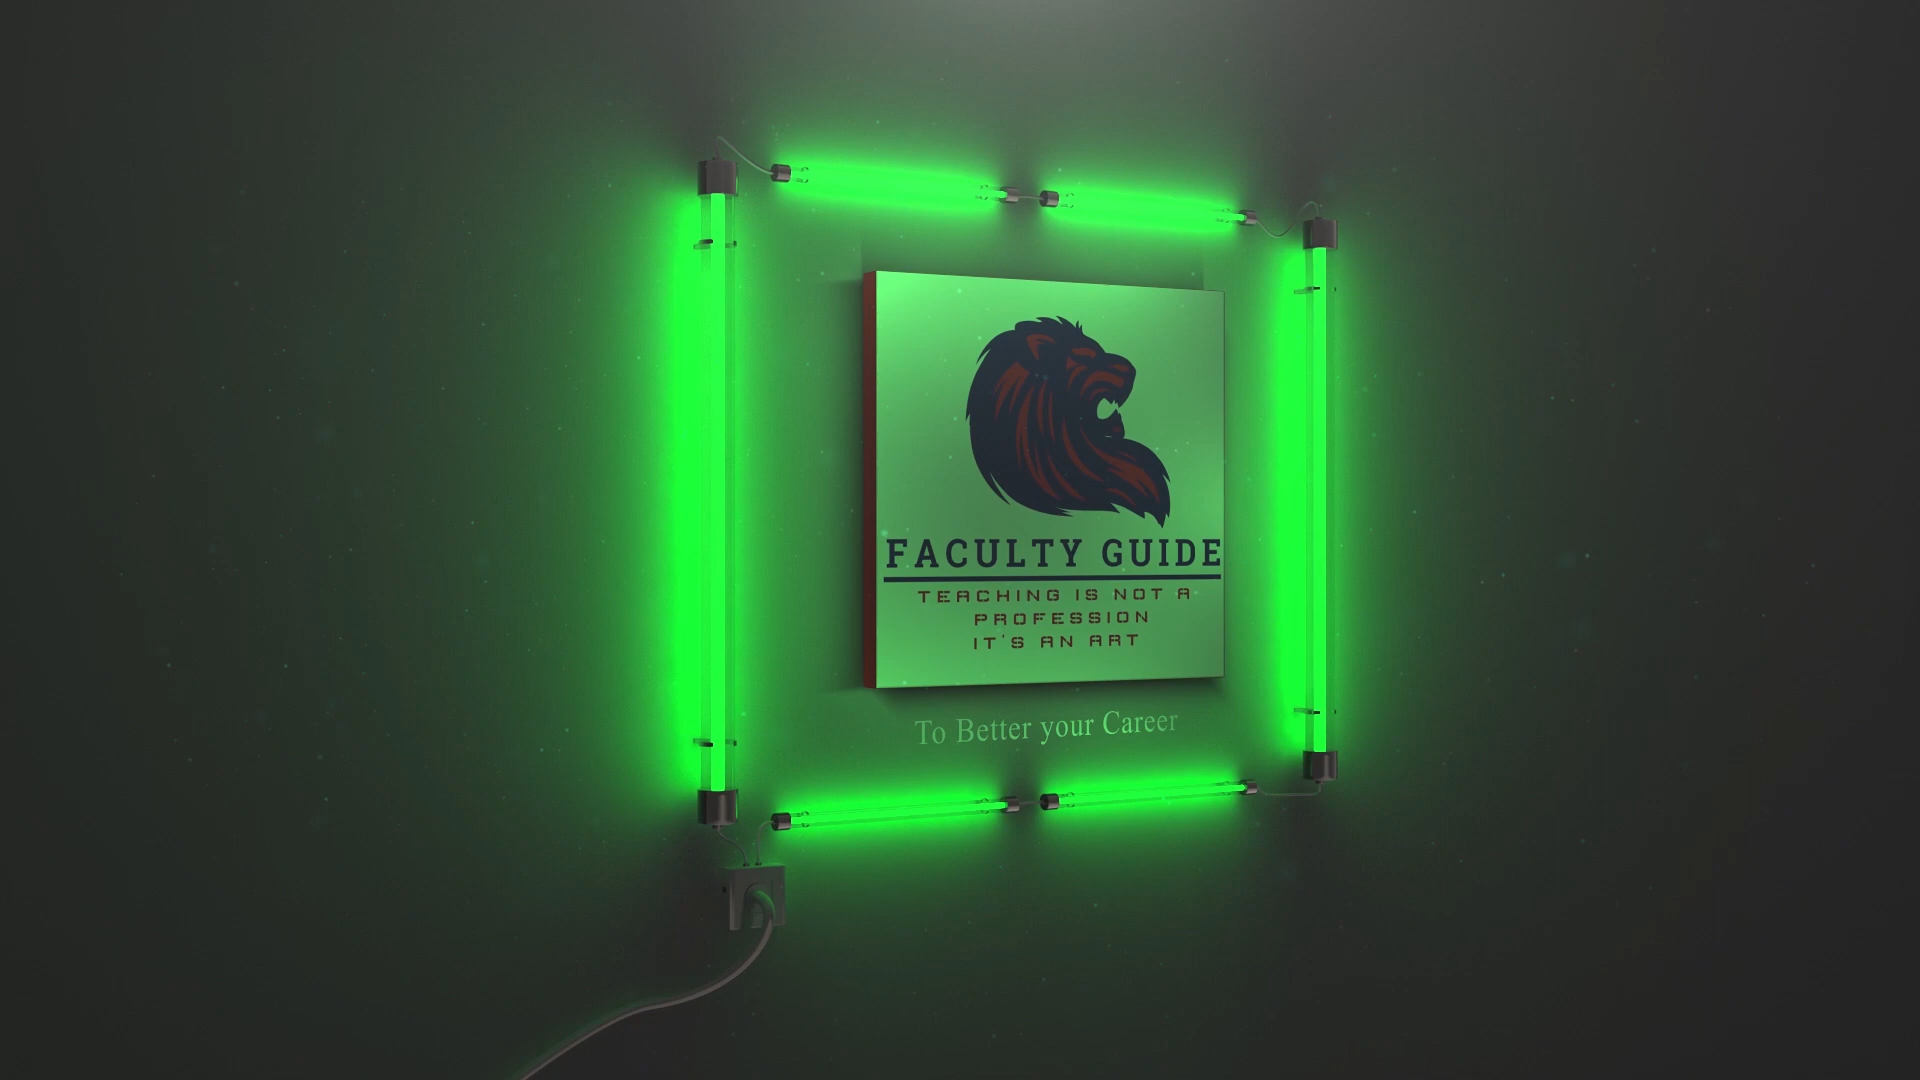 FACULTY GUIDE
TEACHING IS NOT A
PROFESSION
IT'S AN ART
To Better your Career